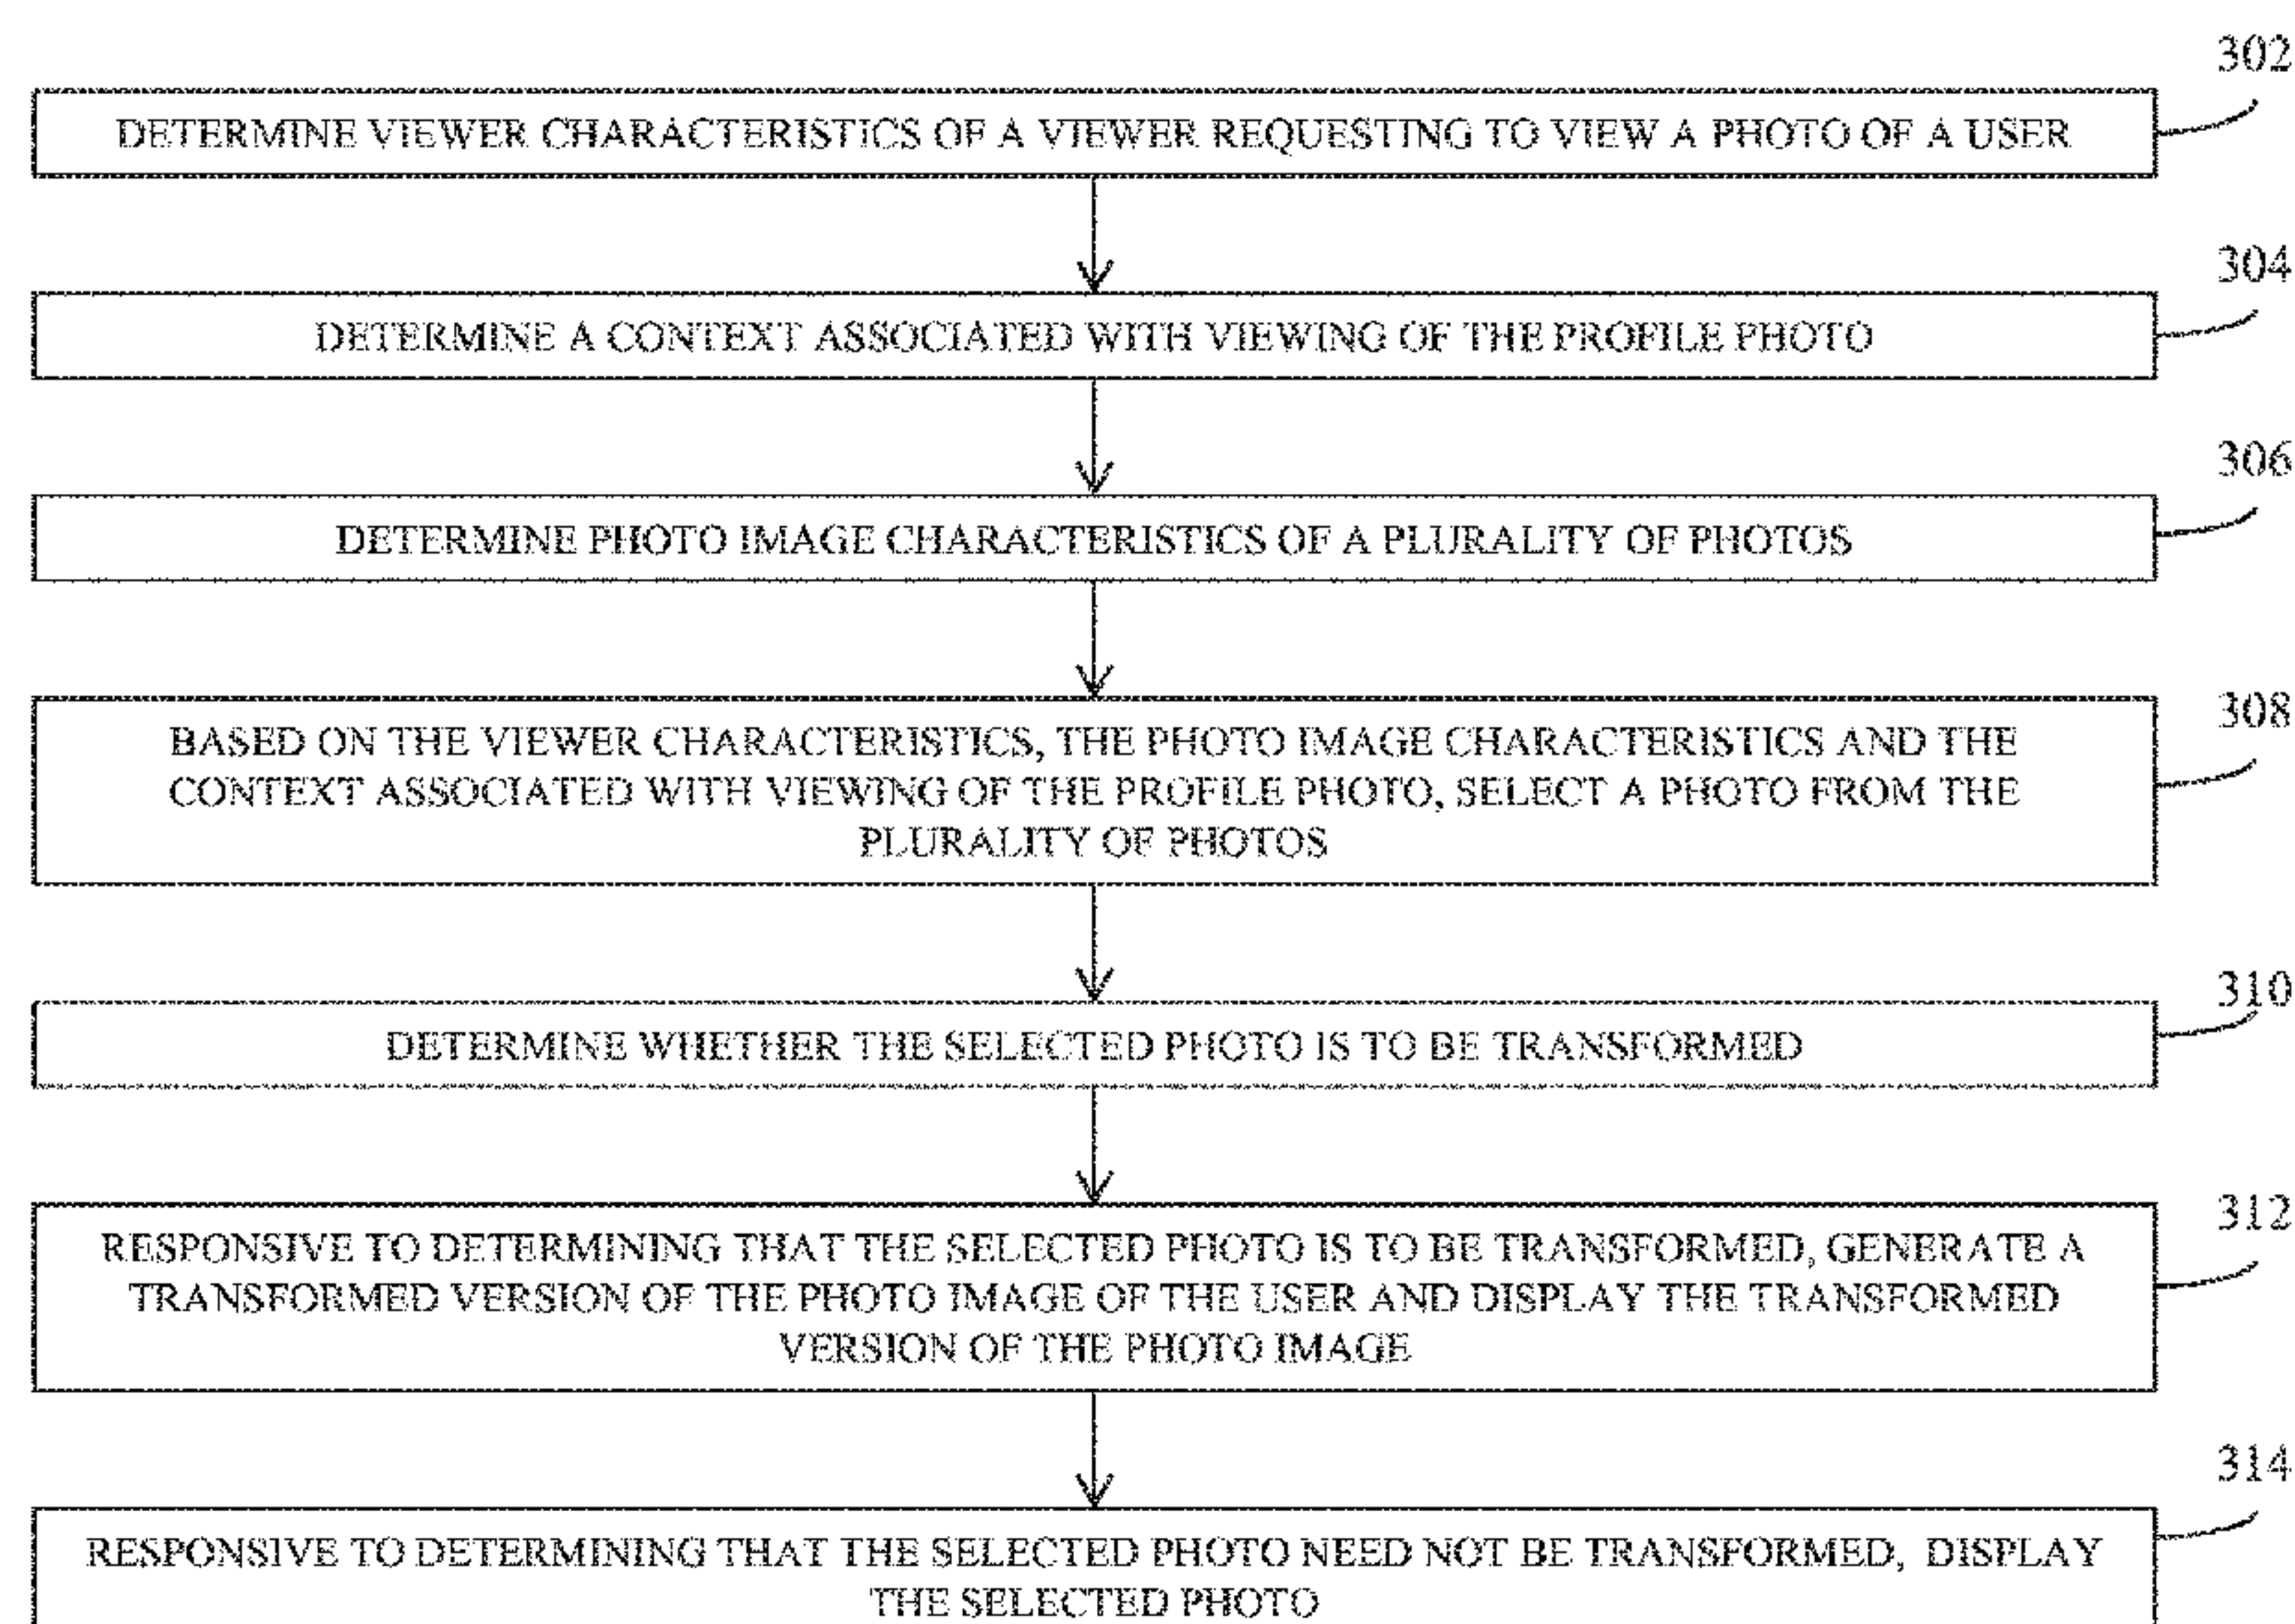 302
DETERMINE VIEWER CHARACTERISTICS OF A VIEWER REQUESTING TO VIEW A PHOTO OF A USER
304
DETERMINE A CONTEXT ASSOCIATED WITH VIEWING OF THE PROFILE PHOTO
306
DETERMINE PHOTO IMAGE CHARACTERISTICS OF A PLURALITY OF PHOTOS
308
BASED ON THE VIEWER CHARACTERISTICS, THE PHOTO IMAGE CHARACTERISTICS AND THE
CONTEXT ASSOCIATED WITH VIEWING OF THE PROFILE PHOTO, SELECT A PHOTO FROM THE
PLURALITY OF PHOTOS
310
DETERMINE WHETHER THE SELECTED PHOTO IS TO BE TRANSFORMED
312
RESPONSIVE TO DETERMINING THAT THE SELECTED PHOTO IS TO BE TRANSFORMED, GENERATE A
TRANSFORMED VERSION OF THE PHOTO IMAGE OF THE USER AND DISPLAY THE TRANSFORMED
VERSION OF THE PHOTO IMAGE
314
RESPONSIVE TO DETERMINING THAT THE SELECTED PHOTO NEED NOT BE TRANSFORMED, DISPLAY
THE SELECTED PHOTO